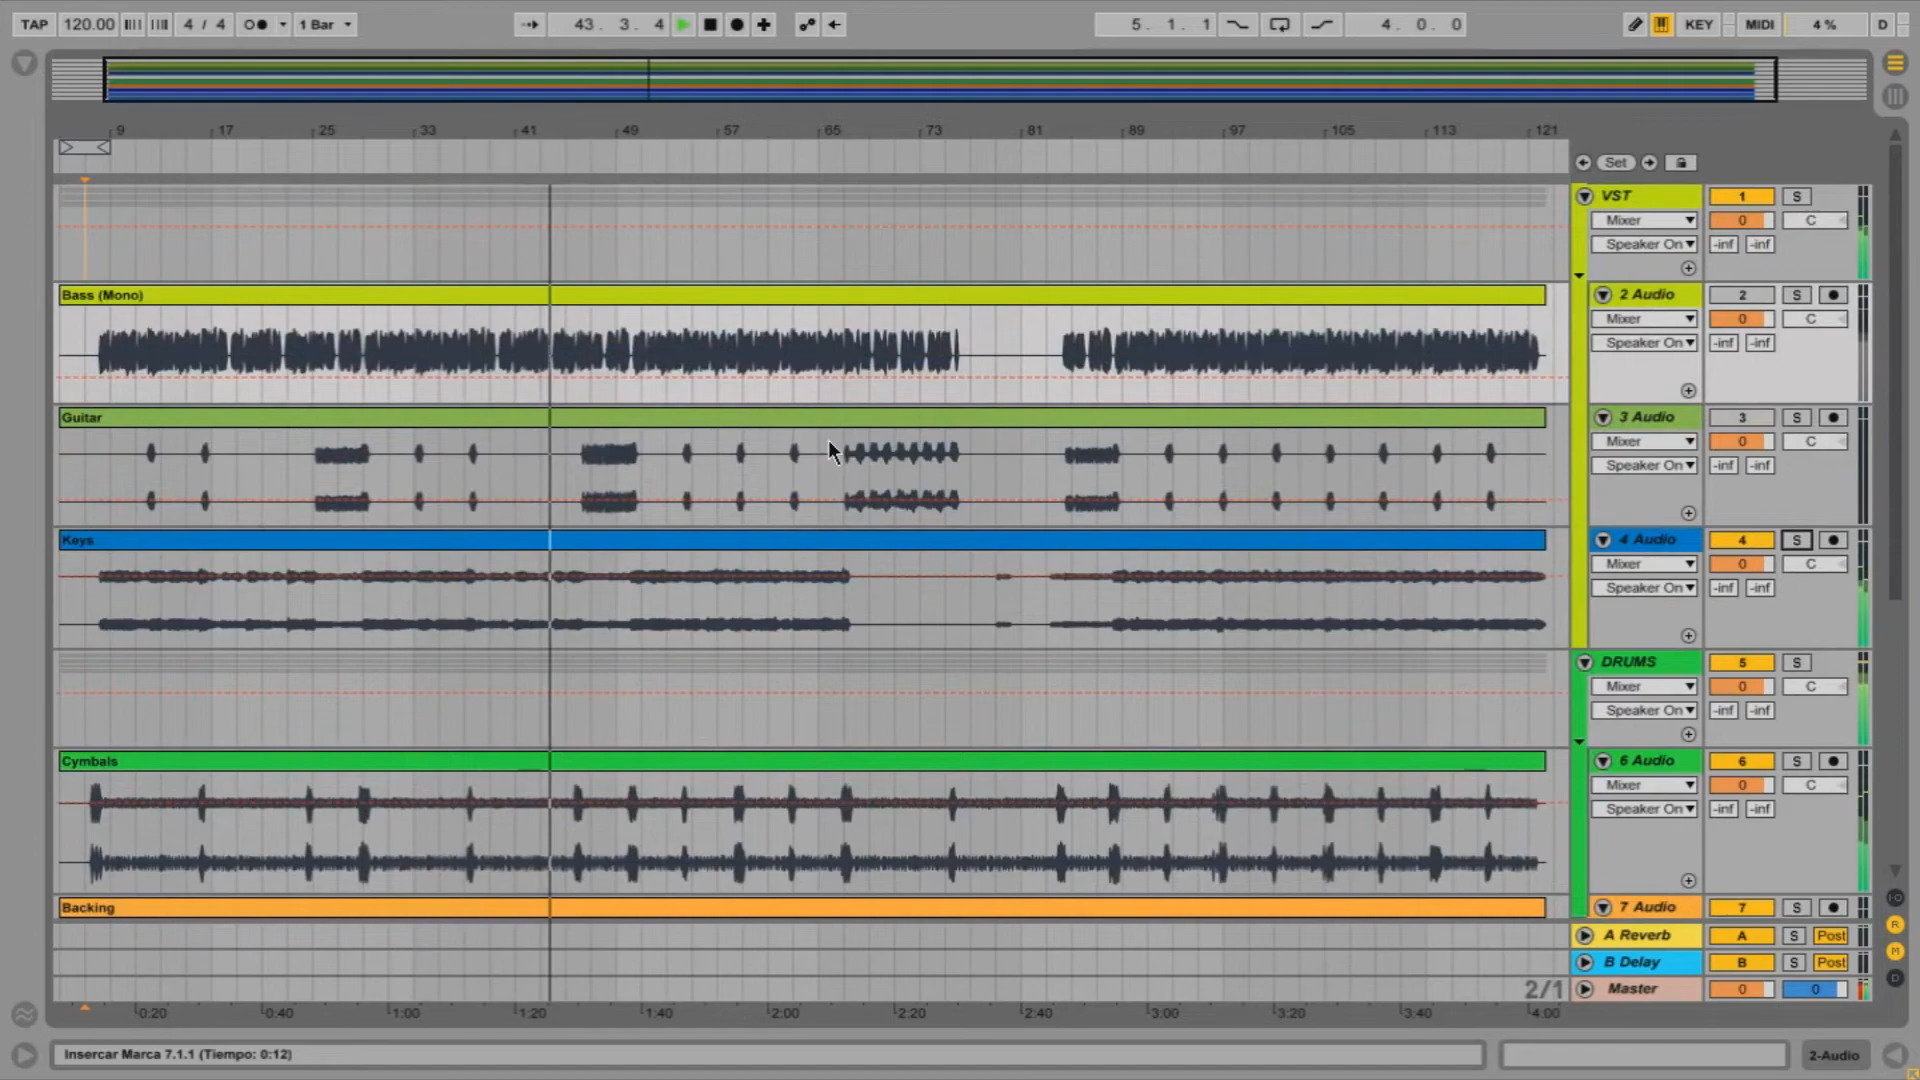 TAP 120.00 4 / 4 1 Bar 43. 3. 4 5. 1. 1 4. 0. 0 KEY MIDI 4 % D
9 17 25 33 41 49 57 65 73 81 89 97 105 113 121
Set
VST 1 S
Mixer 0 C
Speaker On -inf -inf
Bass (Mono) 2 Audio 2 S
Mixer 0 C
Speaker On -inf -inf
Guitar 3 Audio 3 S
Mixer 0 C
Speaker On -inf -inf
Keys 4 Audio 4 S
Mixer 0 C
Speaker On -inf -inf
DRUMS 5 S
Mixer 0 C
Speaker On -inf -inf
Cymbals 6 Audio 6 S
Mixer 0 C
Speaker On -inf -inf
I·O
Backing 7 Audio 7 S
R
A Reverb A S Post
M
B Delay B S Post
D
2/1 Master 0 0
0:20 0:40 1:00 1:20 1:40 2:00 2:20 2:40 3:00 3:20 3:40 4:00
Insercar Marca 7.1.1 (Tiempo: 0:12) 2-Audio